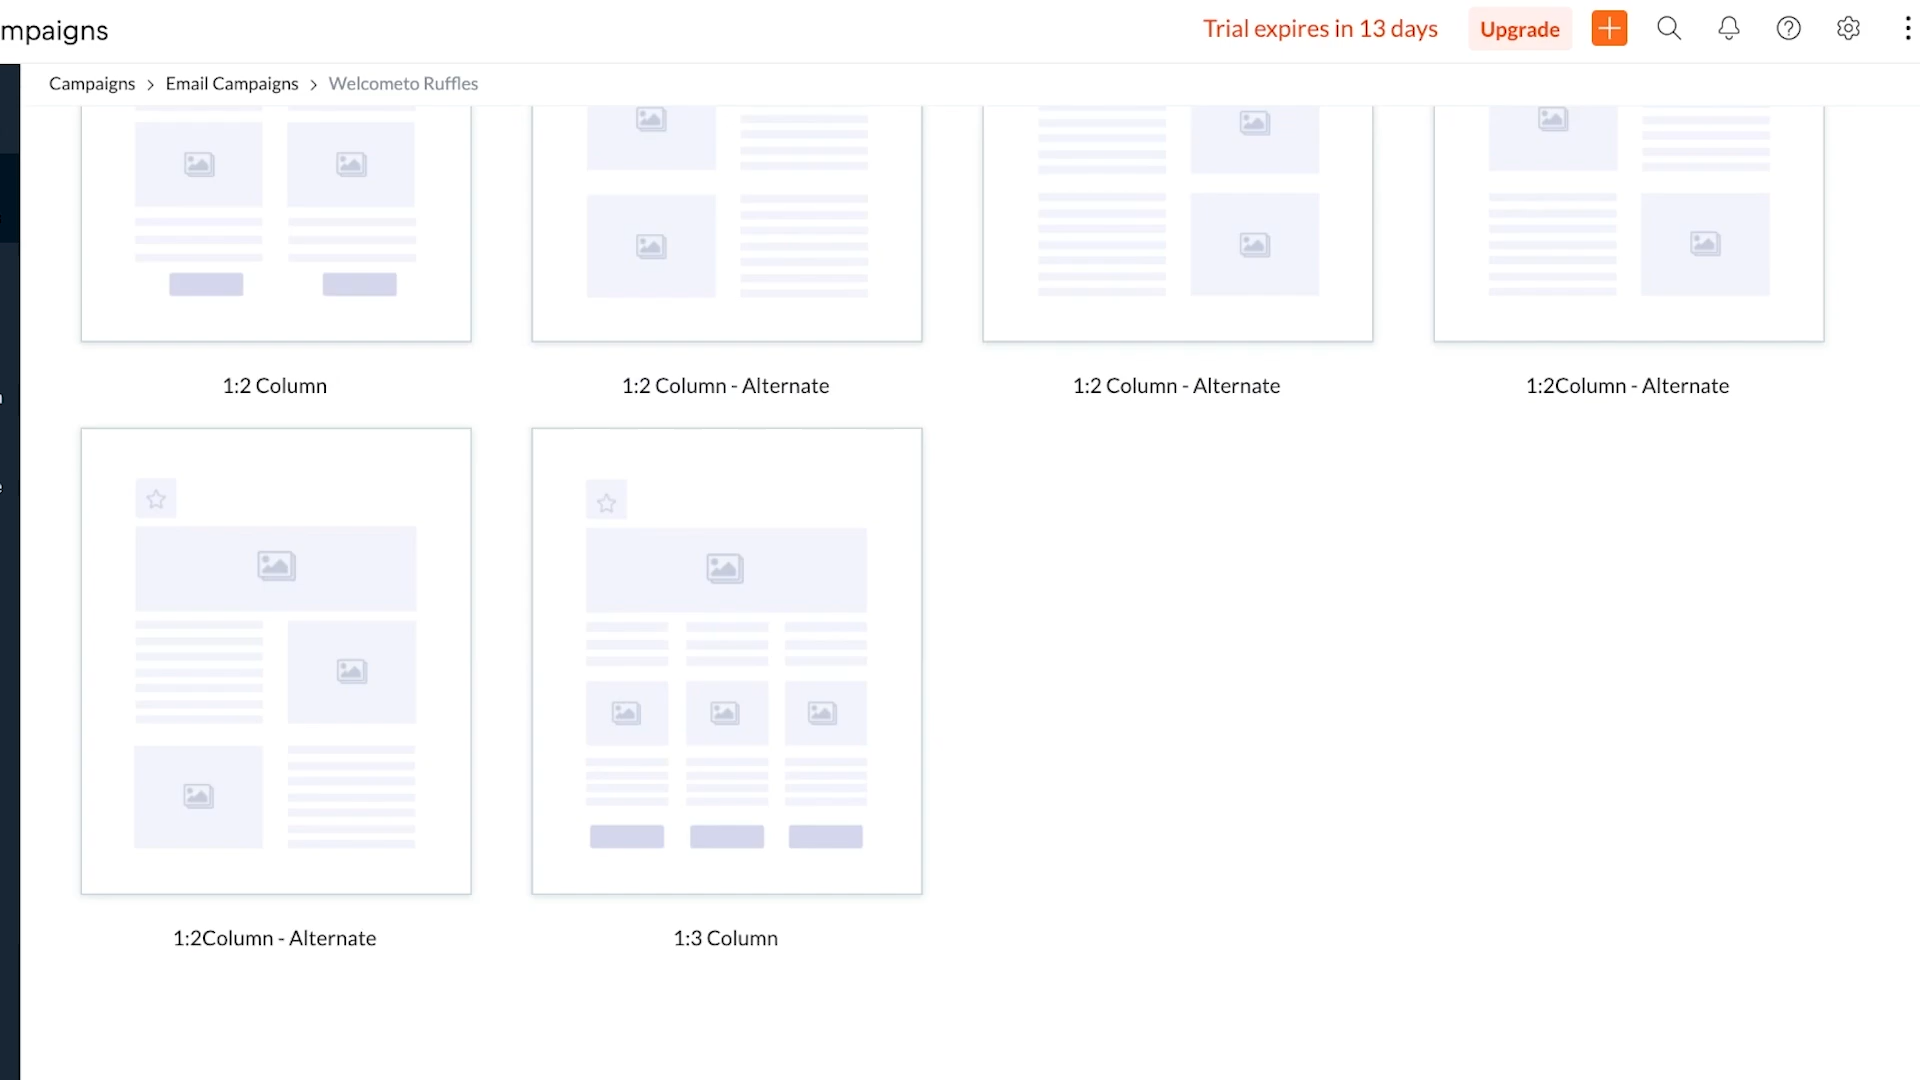 mpaigns
Trial expires in 13 days
Upgrade
Campaigns > Email Campaigns > Welcometo Ruffles
1:2 Column
1:2 Column - Alternate
1:2 Column - Alternate
1:2Column - Alternate
1:2Column - Alternate
1:3 Column